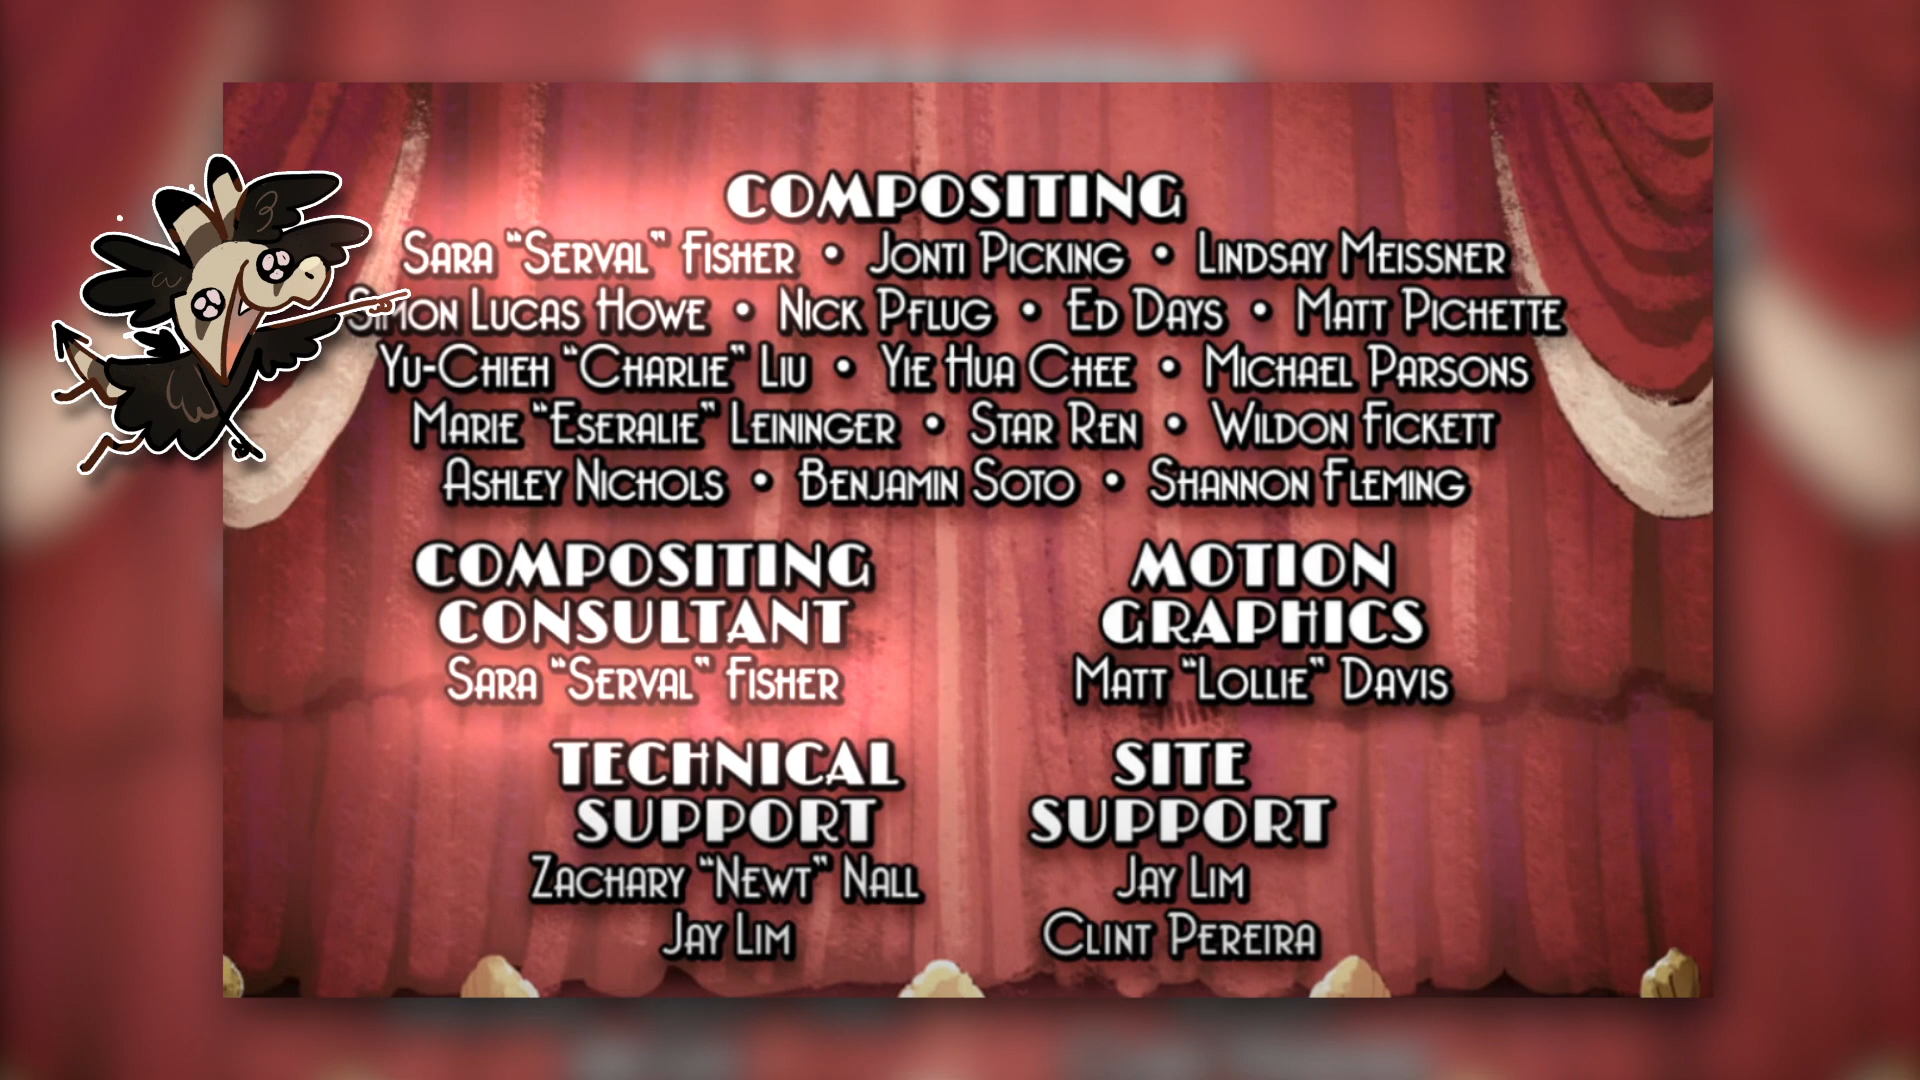 COMPOSITING
SARA "SERVAL" FISHER • JONTI PICKING • LINDSAY MEISSNER
SIMON LUCAS HOWE • NICK PFLUG • ED DAYS • MATT PICHETTE
YU-CHIEH "CHARLIE" LIU • YIE HUA CHEE • MICHAEL PARSONS
MARIE "ESERALIE" LEININGER • STAR REN • WILDON FICKETT
ASHLEY NICHOLS • BENJAMIN SOTO • SHANNON FLEMING
COMPOSITING
CONSULTANT
SARA "SERVAL" FISHER
MOTION
GRAPHICS
MATT "LOLLIE" DAVIS
TECHNICAL
SUPPORT
ZACHARY "NEWT" NALL
JAY LIM
SITE
SUPPORT
JAY LIM
CLINT PEREIRA